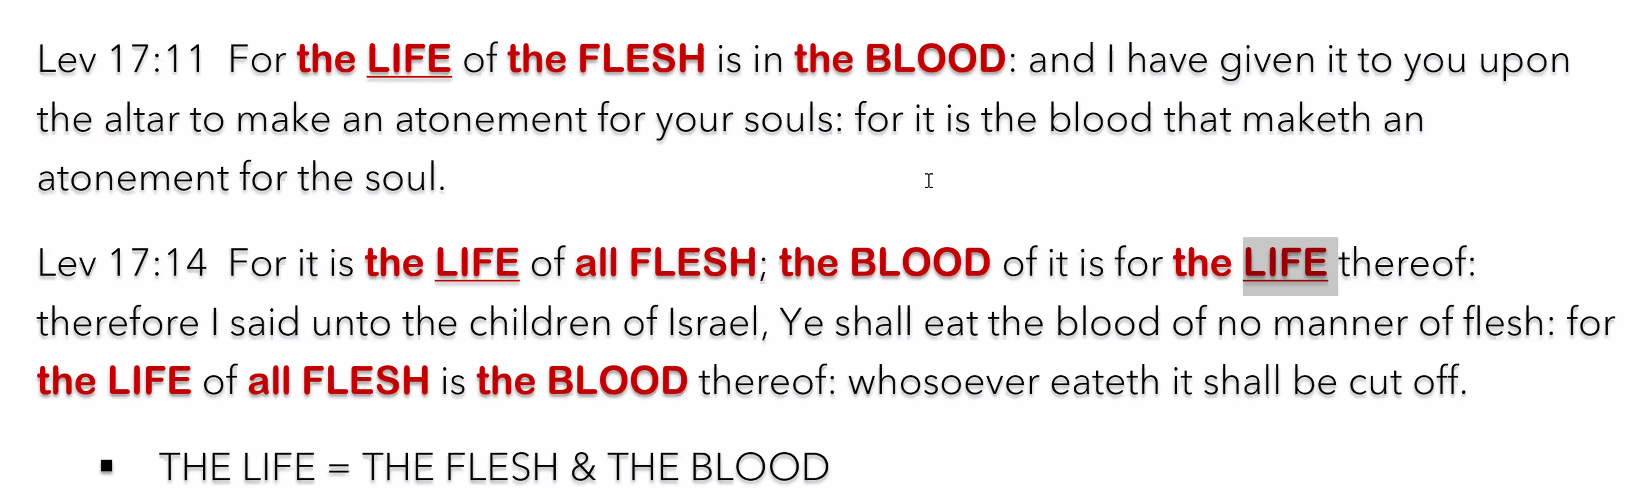 Lev 17:11 For the LIFE of the FLESH is in the BLOOD: and I have given it to you upon
the altar to make an atonement for your souls: for it is the blood that maketh an
atonement for the soul.
Lev 17:14 For it is the LIFE of all FLESH; the BLOOD of it is for the LIFE thereof:
therefore I said unto the children of Israel, Ye shall eat the blood of no manner of flesh: for
the LIFE of all FLESH is the BLOOD thereof: whosoever eateth it shall be cut off.
▪ THE LIFE = THE FLESH & THE BLOOD